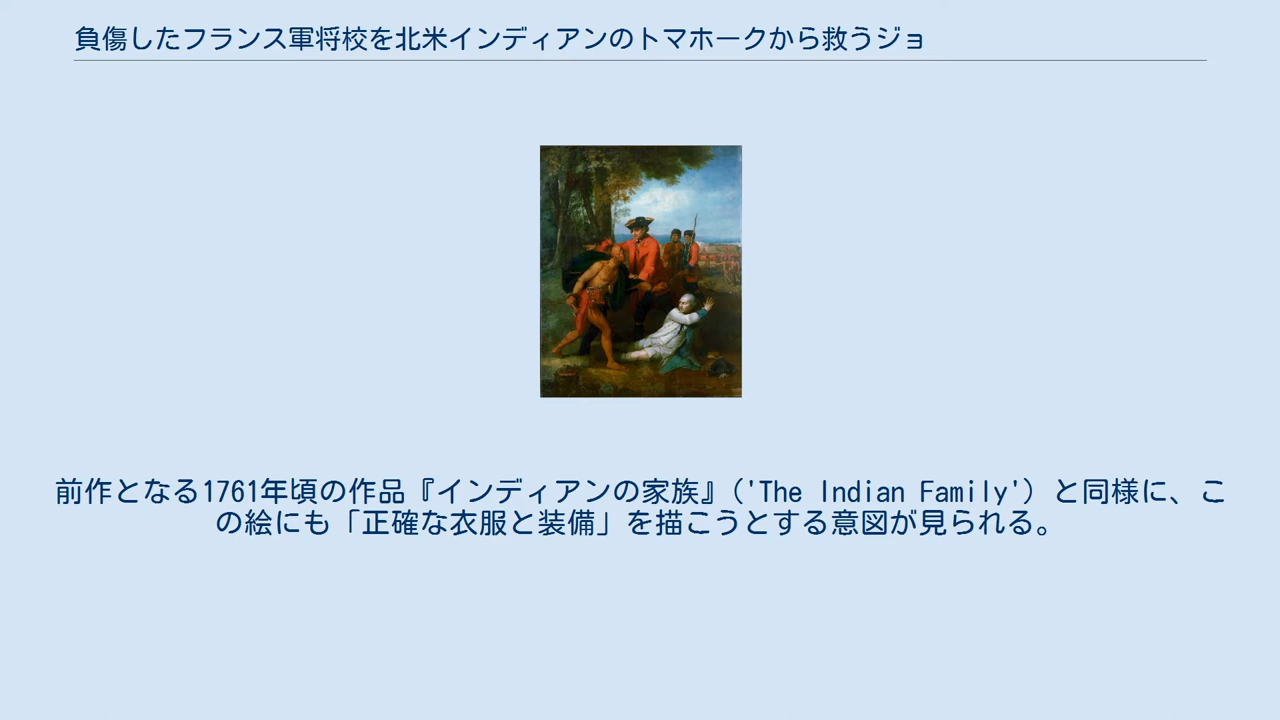 負傷したフランス軍将校を北米インディアンのトマホークから救うジョ
前作となる1761年頃の作品『インディアンの家族』（'The Indian Family'）と同様に、こ
の絵にも「正確な衣服と装備」を描こうとする意図が見られる。